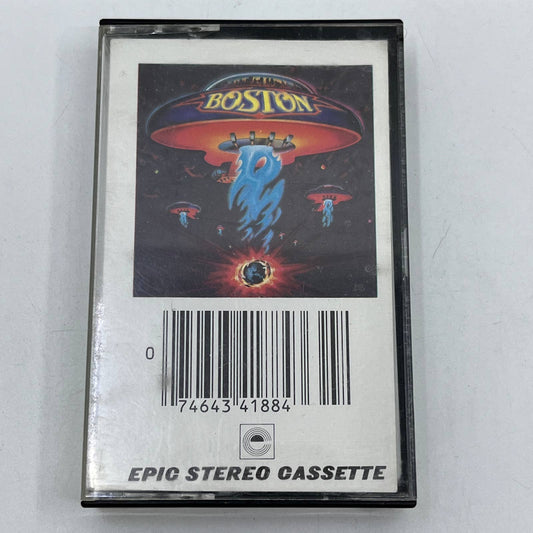 BOSTON
0
74643 41884
e
EPIC STEREO CASSETTE